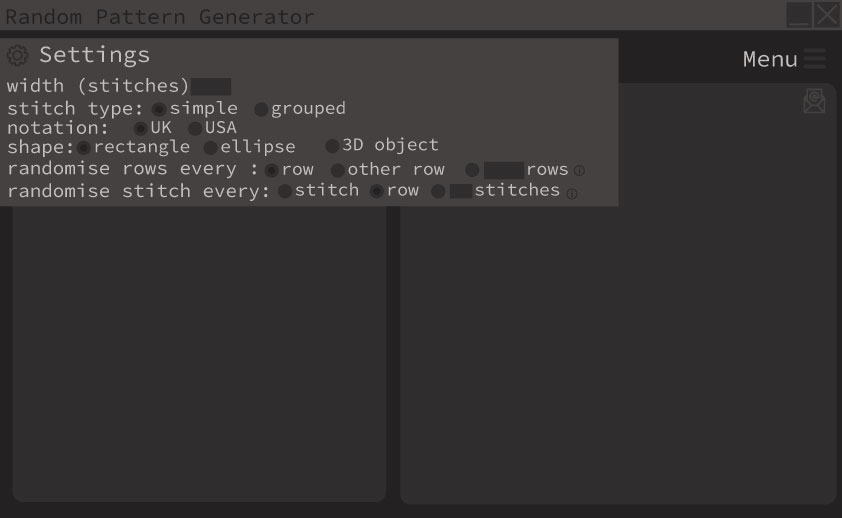 Random Pattern Generator
Settings
Menu
width (stitches)
stitch type: simple grouped
notation: UK USA
shape: rectangle ellipse 3D object
randomise rows every : row other row rows
randomise stitch every: stitch row stitches